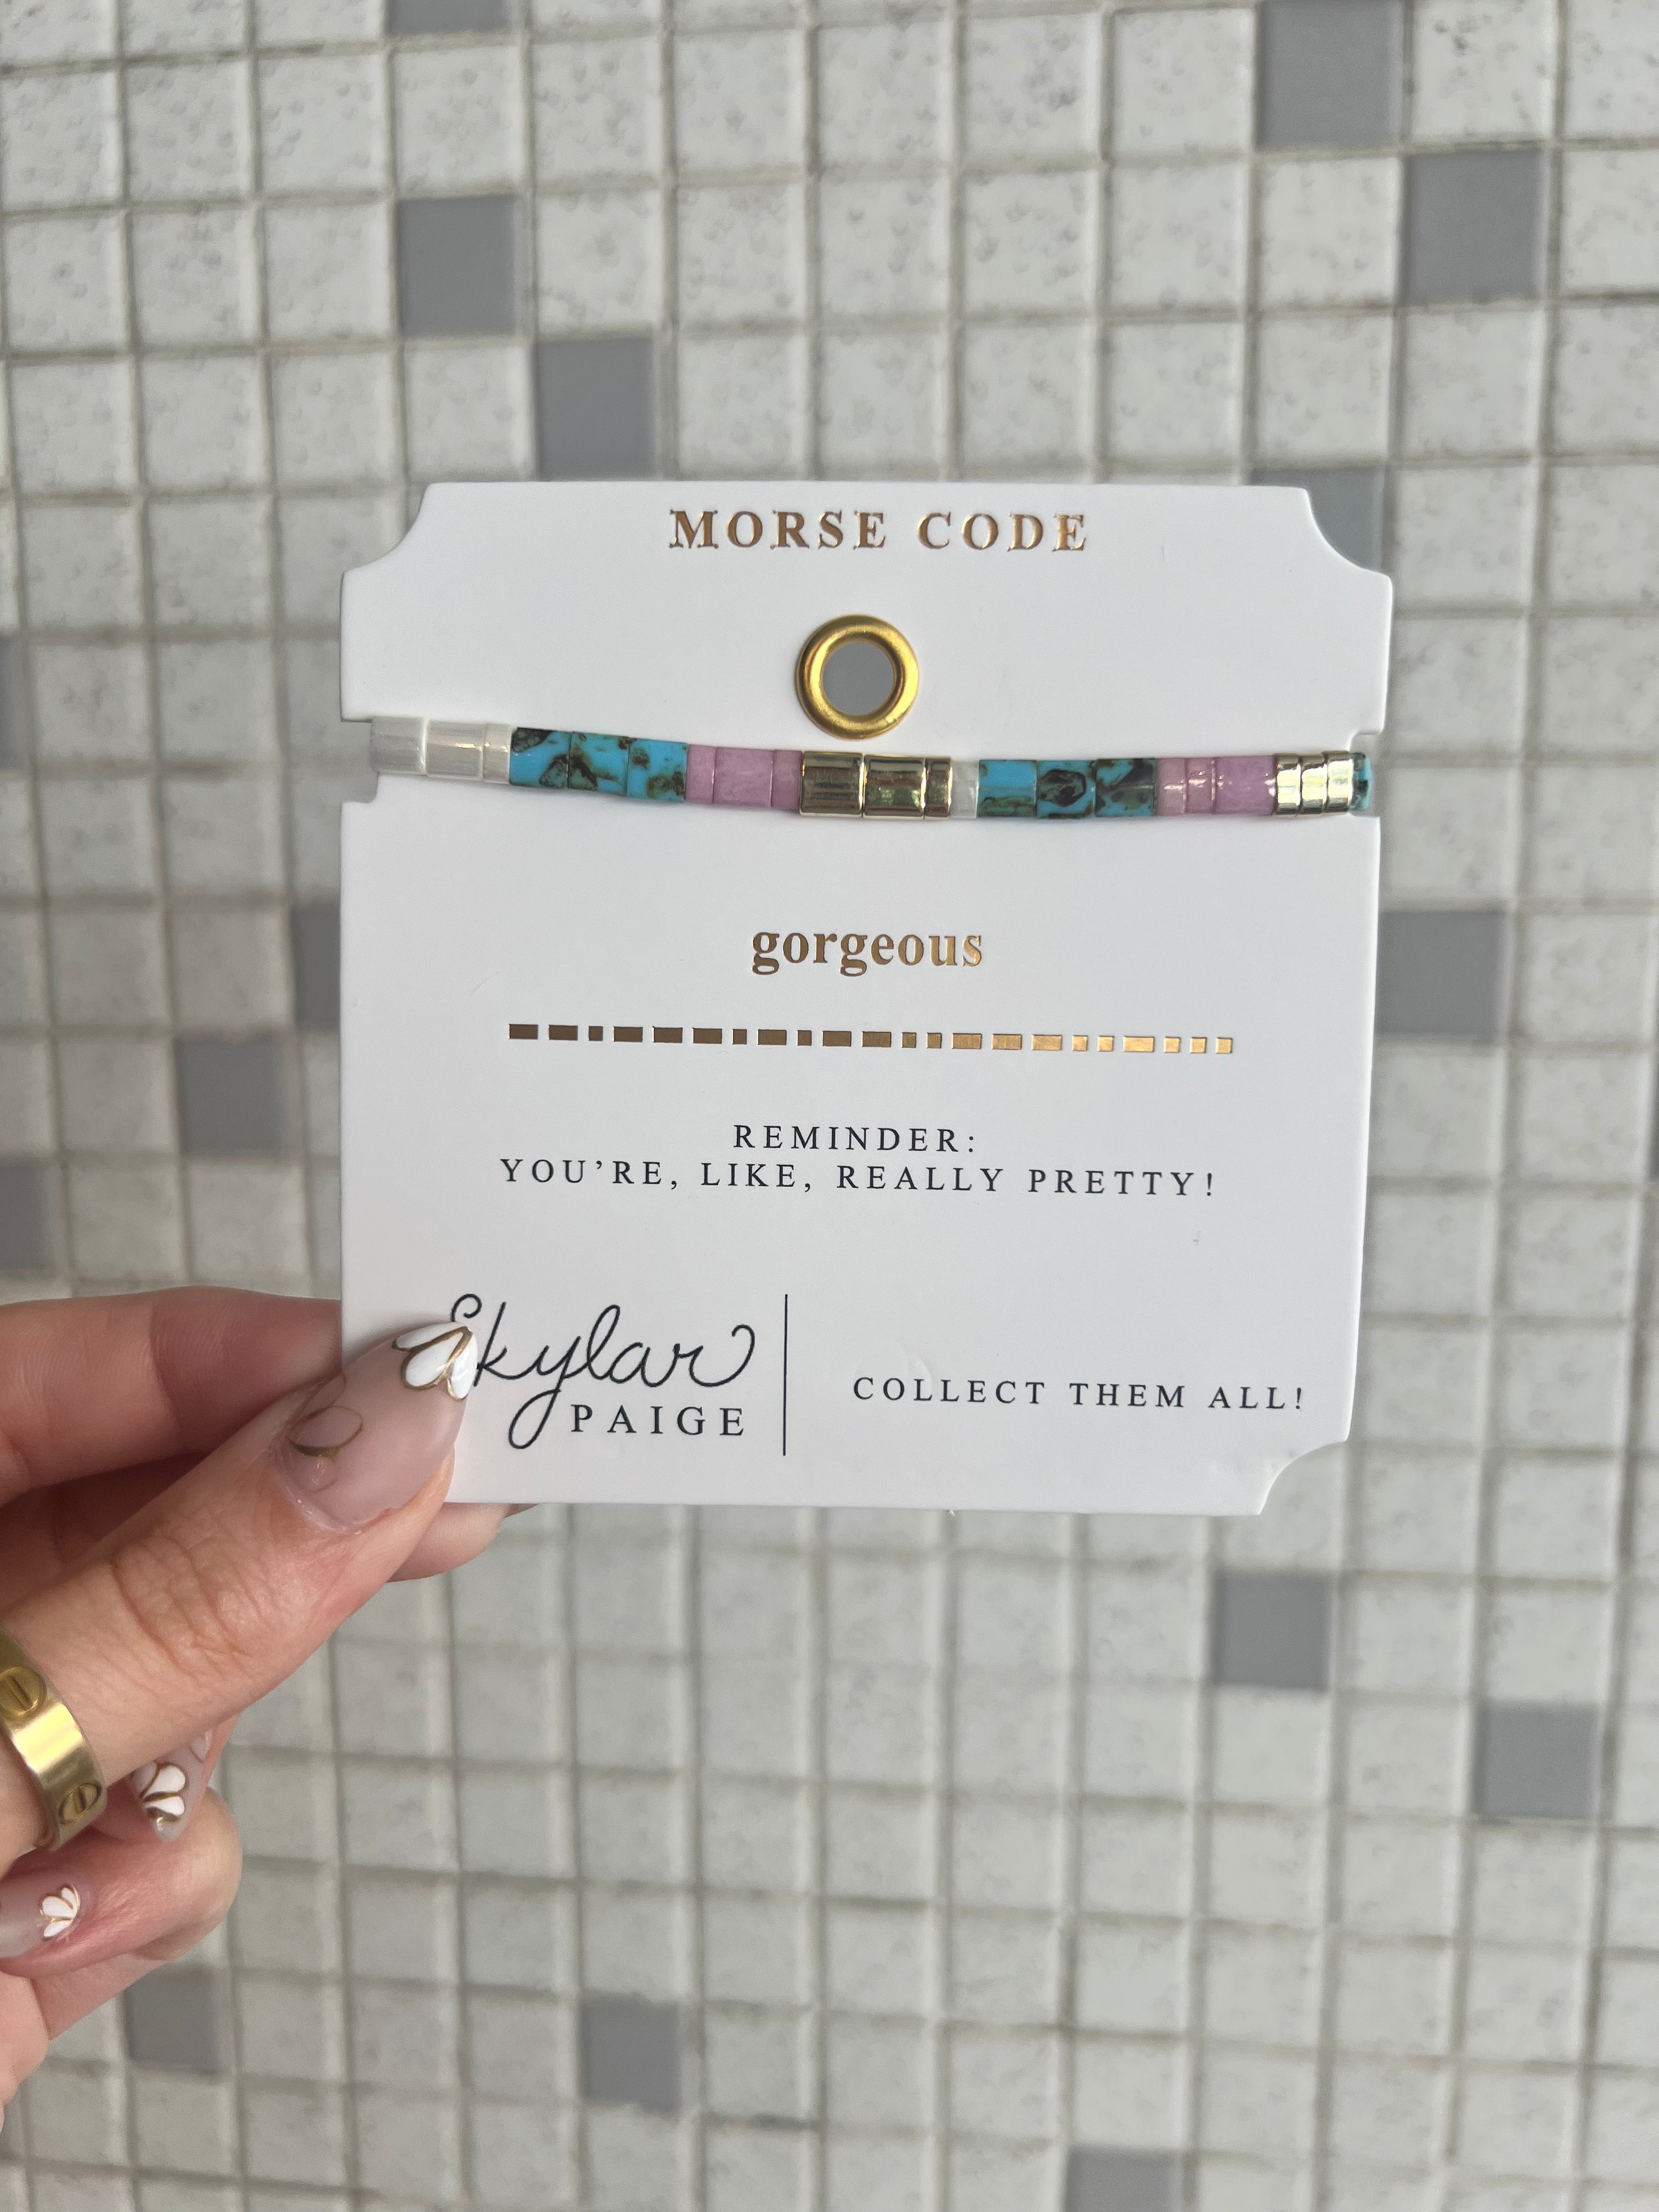 MORSE CODE
gorgeous
REMINDER:
YOU'RE, LIKE, REALLY PRETTY!
Skylar
PAIGE
COLLECT THEM ALL!